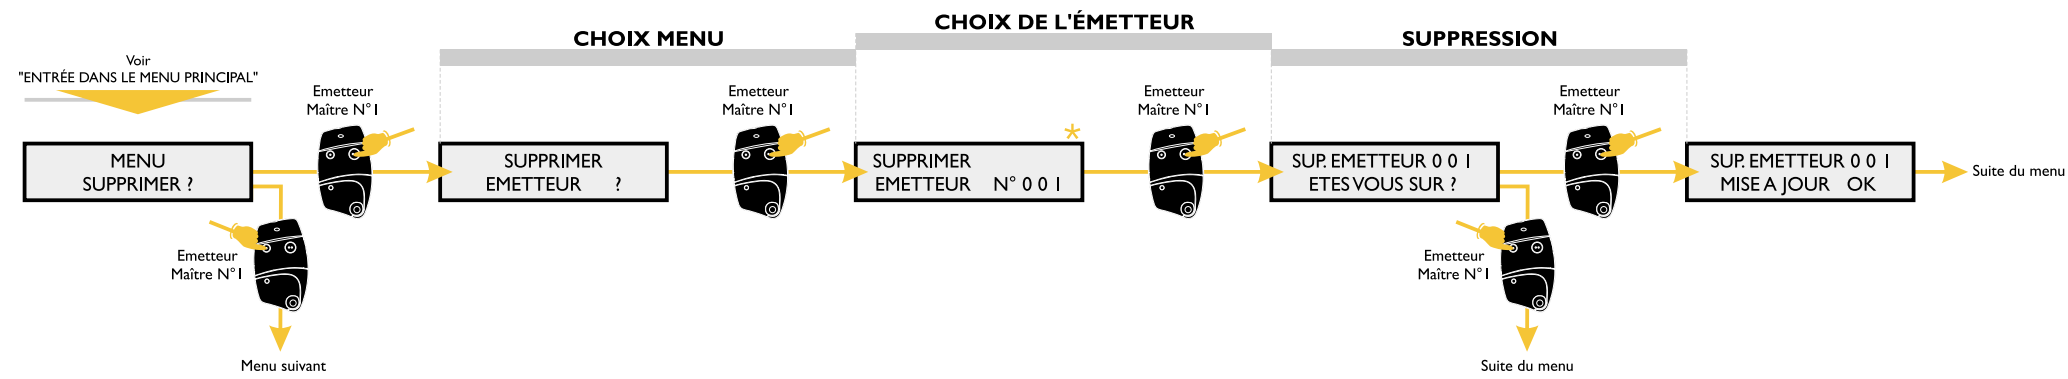 CHOIX MENU
CHOIX DE L'ÉMETTEUR
SUPPRESSION
Voir
"ENTRÉE DANS LE MENU PRINCIPAL"
MENU
SUPPRIMER ?
Emetteur
Maître N°1
Emetteur
Maître N°1
Menu suivant
SUPPRIMER
EMETTEUR ?
Emetteur
Maître N°1
*
SUPPRIMER
EMETTEUR N° 0 0 1
Emetteur
Maître N°1
SUP. EMETTEUR 0 0 1
ETES VOUS SUR ?
Emetteur
Maître N°1
Emetteur
Maître N°1
Suite du menu
SUP. EMETTEUR 0 0 1
MISE A JOUR OK
Suite du menu